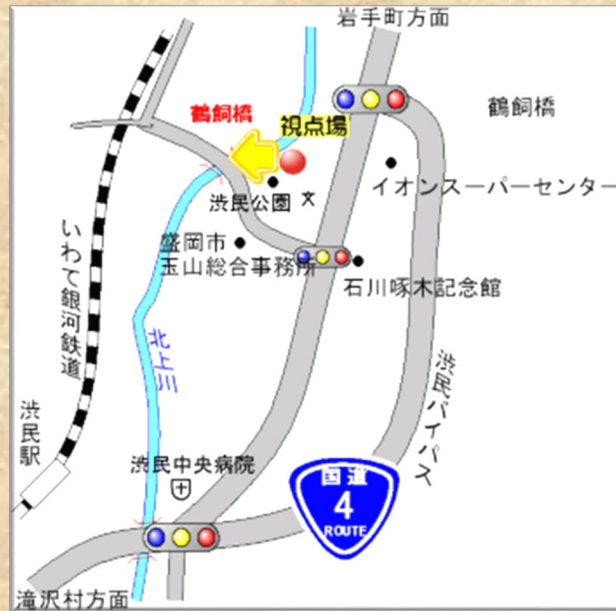 岩手町方面
鶴飼橋
鶴飼橋
視点場
イオンスーパーセンター
渋民公園
文
盛岡市
玉山総合事務所
石川啄木記念館
いわて銀河鉄道
北上川
渋民バイパス
渋民駅
渋民中央病院
国道
4
ROUTE
滝沢村方面